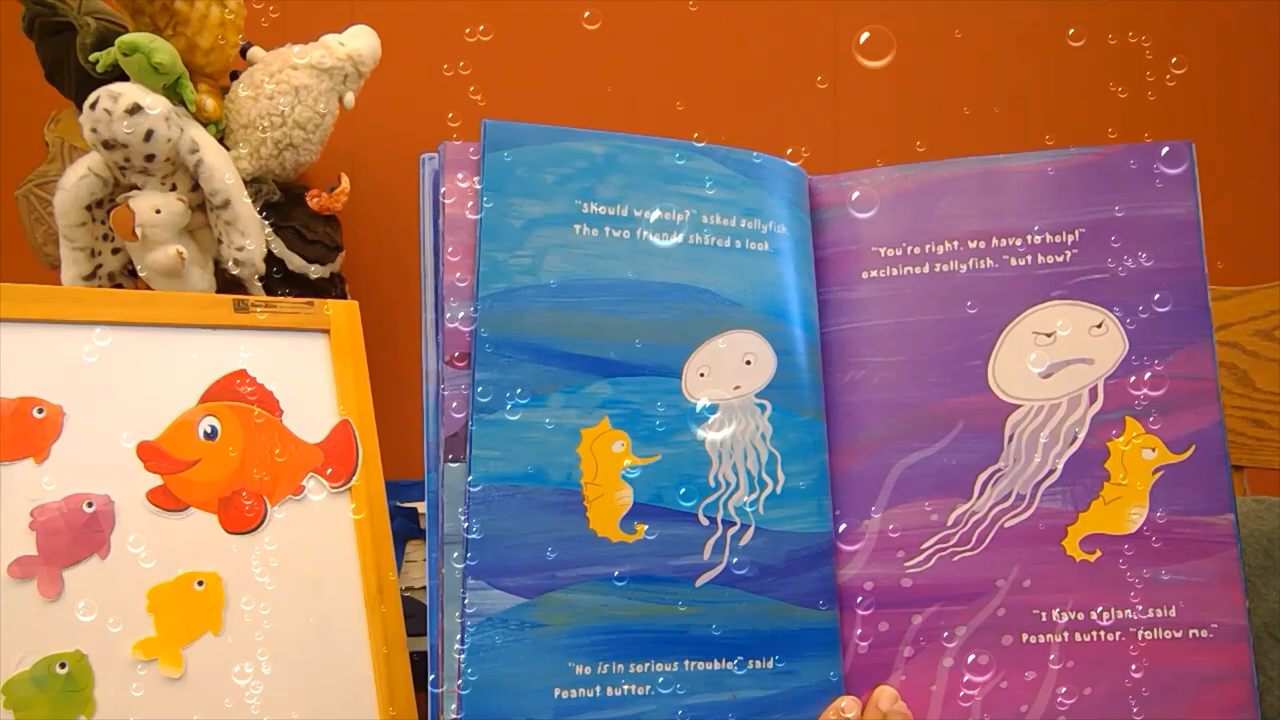 "Should we help?" asked Jellyfish.
The two friends shared a look.
"He is in serious trouble," said
Peanut Butter.
"You're right. We have to help!"
exclaimed Jellyfish. "But how?"
"I have a plan," said
Peanut Butter. "Follow me."